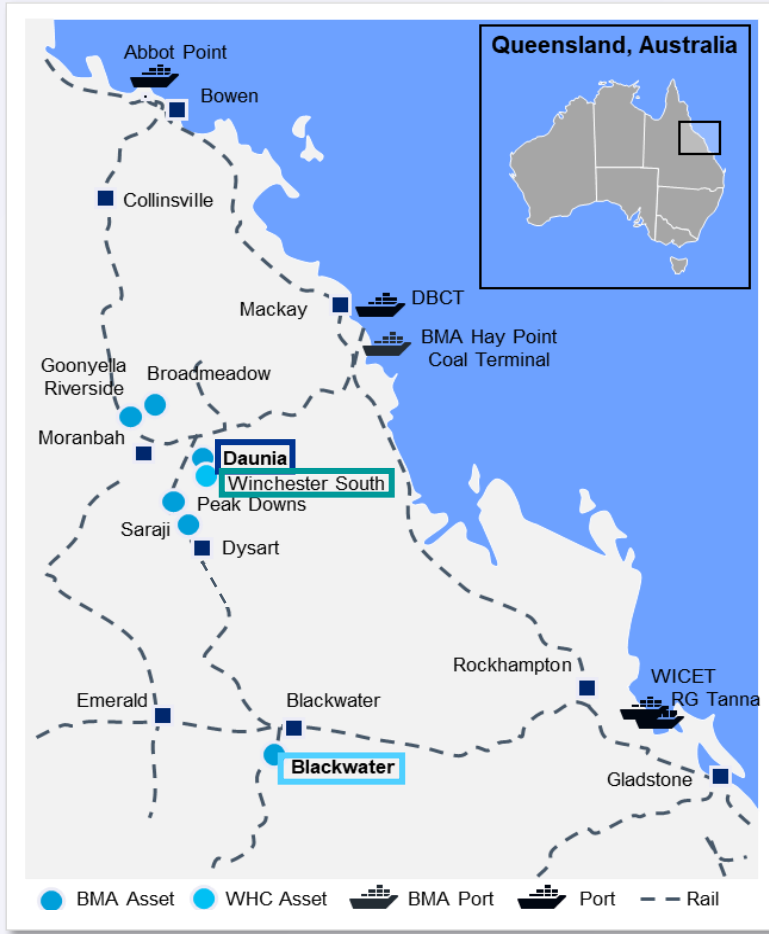 Queensland, Australia
Abbot Point
Bowen
Collinsville
Mackay
DBCT
BMA Hay Point
Coal Terminal
Goonyella
Riverside
Broadmeadow
Moranbah
Daunia
Winchester South
Peak Downs
Saraji
Dysart
Rockhampton
WICET
RG Tanna
Emerald
Blackwater
Blackwater
Gladstone
BMA Asset
WHC Asset
BMA Port
Port
Rail